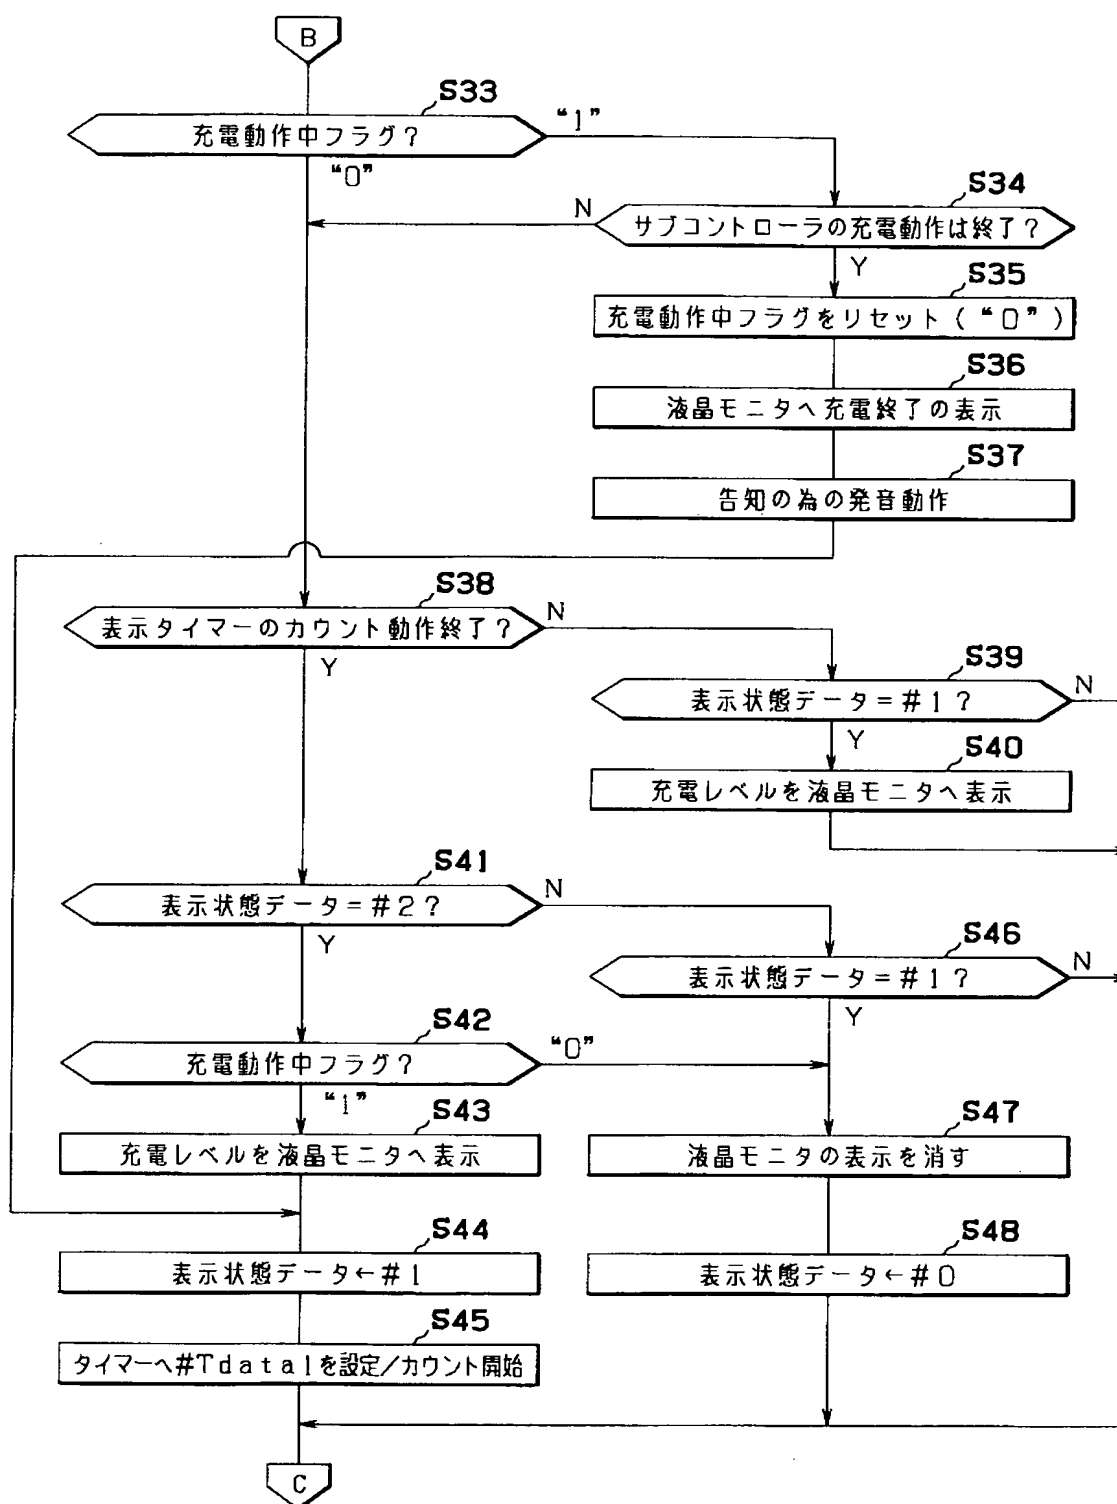 B
S33
充電動作中フラグ?
“1”
“0”
S34
N
サブコントローラの充電動作は終了?
Y
S35
充電動作中フラグをリセット(“0”)
S36
液晶モニタへ充電終了の表示
S37
告知の為の発音動作
S38
表示タイマーのカウント動作終了?
N
Y
S39
表示状態データ=#1?
N
Y
S40
充電レベルを液晶モニタへ表示
S41
表示状態データ=#2?
N
Y
S46
表示状態データ=#1?
N
Y
S42
充電動作中フラグ?
“0”
“1”
S43
充電レベルを液晶モニタへ表示
S47
液晶モニタの表示を消す
S44
表示状態データ←#1
S48
表示状態データ←#0
S45
タイマーへ#Tdata1を設定/カウント開始
C